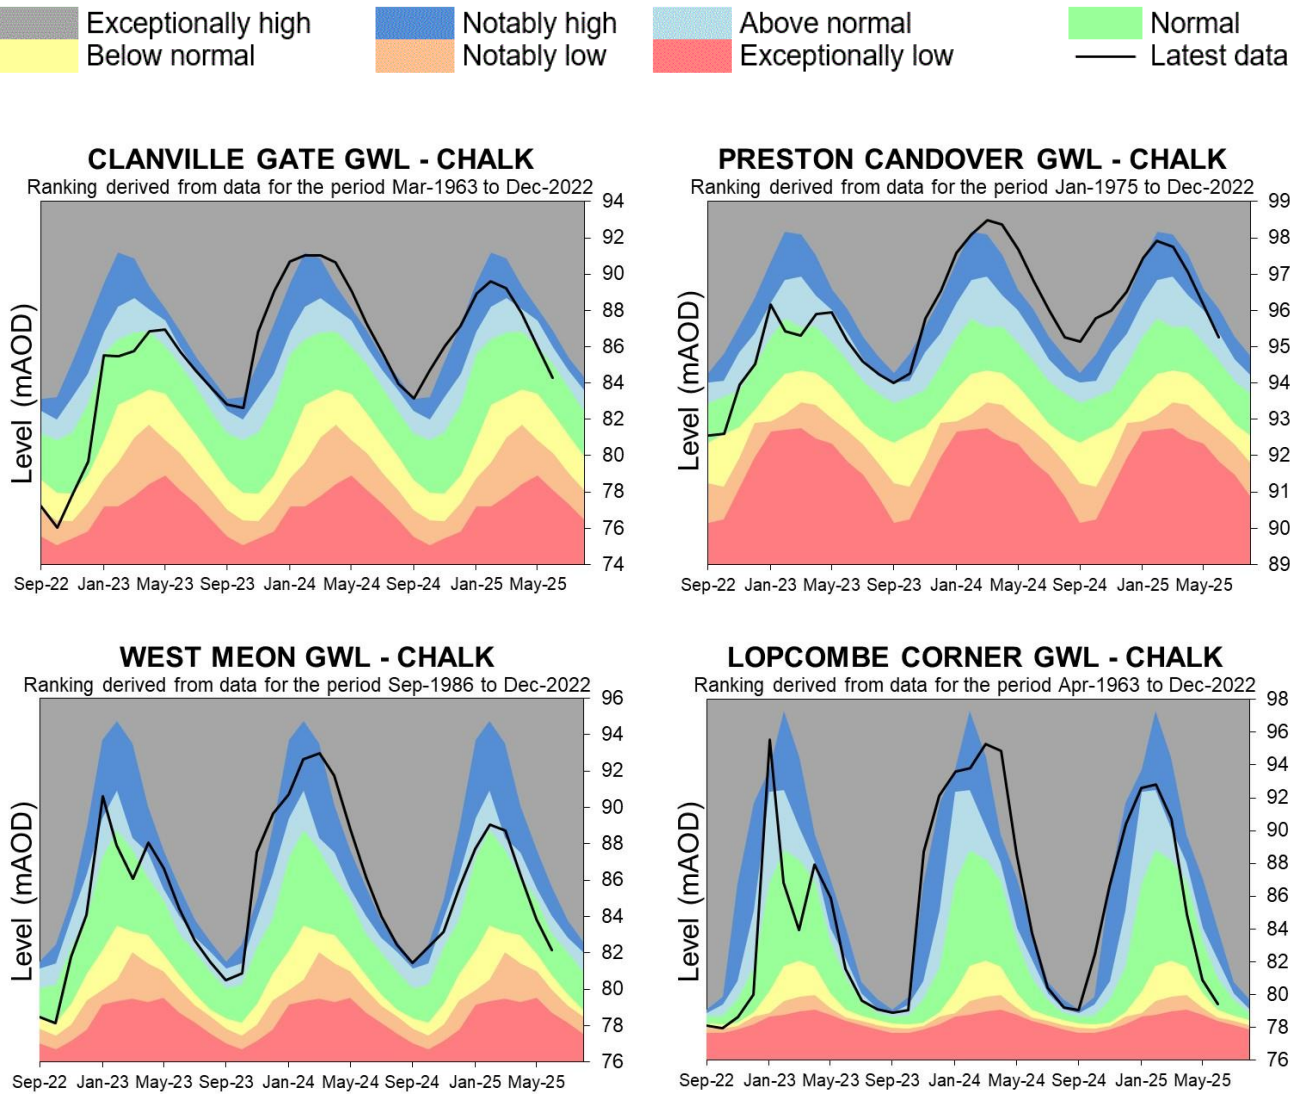 Exceptionally high Notably high Above normal Normal
Below normal Notably low Exceptionally low Latest data
CLANVILLE GATE GWL - CHALK
Ranking derived from data for the period Mar-1963 to Dec-2022
94
92
90
88
86
84
82
80
78
76
74
Level (mAOD)
Sep-22 Jan-23 May-23 Sep-23 Jan-24 May-24 Sep-24 Jan-25 May-25
PRESTON CANDOVER GWL - CHALK
Ranking derived from data for the period Jan-1975 to Dec-2022
99
98
97
96
95
94
93
92
91
90
89
Level (mAOD)
Sep-22 Jan-23 May-23 Sep-23 Jan-24 May-24 Sep-24 Jan-25 May-25
WEST MEON GWL - CHALK
Ranking derived from data for the period Sep-1986 to Dec-2022
96
94
92
90
88
86
84
82
80
78
76
Level (mAOD)
Sep-22 Jan-23 May-23 Sep-23 Jan-24 May-24 Sep-24 Jan-25 May-25
LOPCOMBE CORNER GWL - CHALK
Ranking derived from data for the period Apr-1963 to Dec-2022
98
96
94
92
90
88
86
84
82
80
78
76
Level (mAOD)
Sep-22 Jan-23 May-23 Sep-23 Jan-24 May-24 Sep-24 Jan-25 May-25